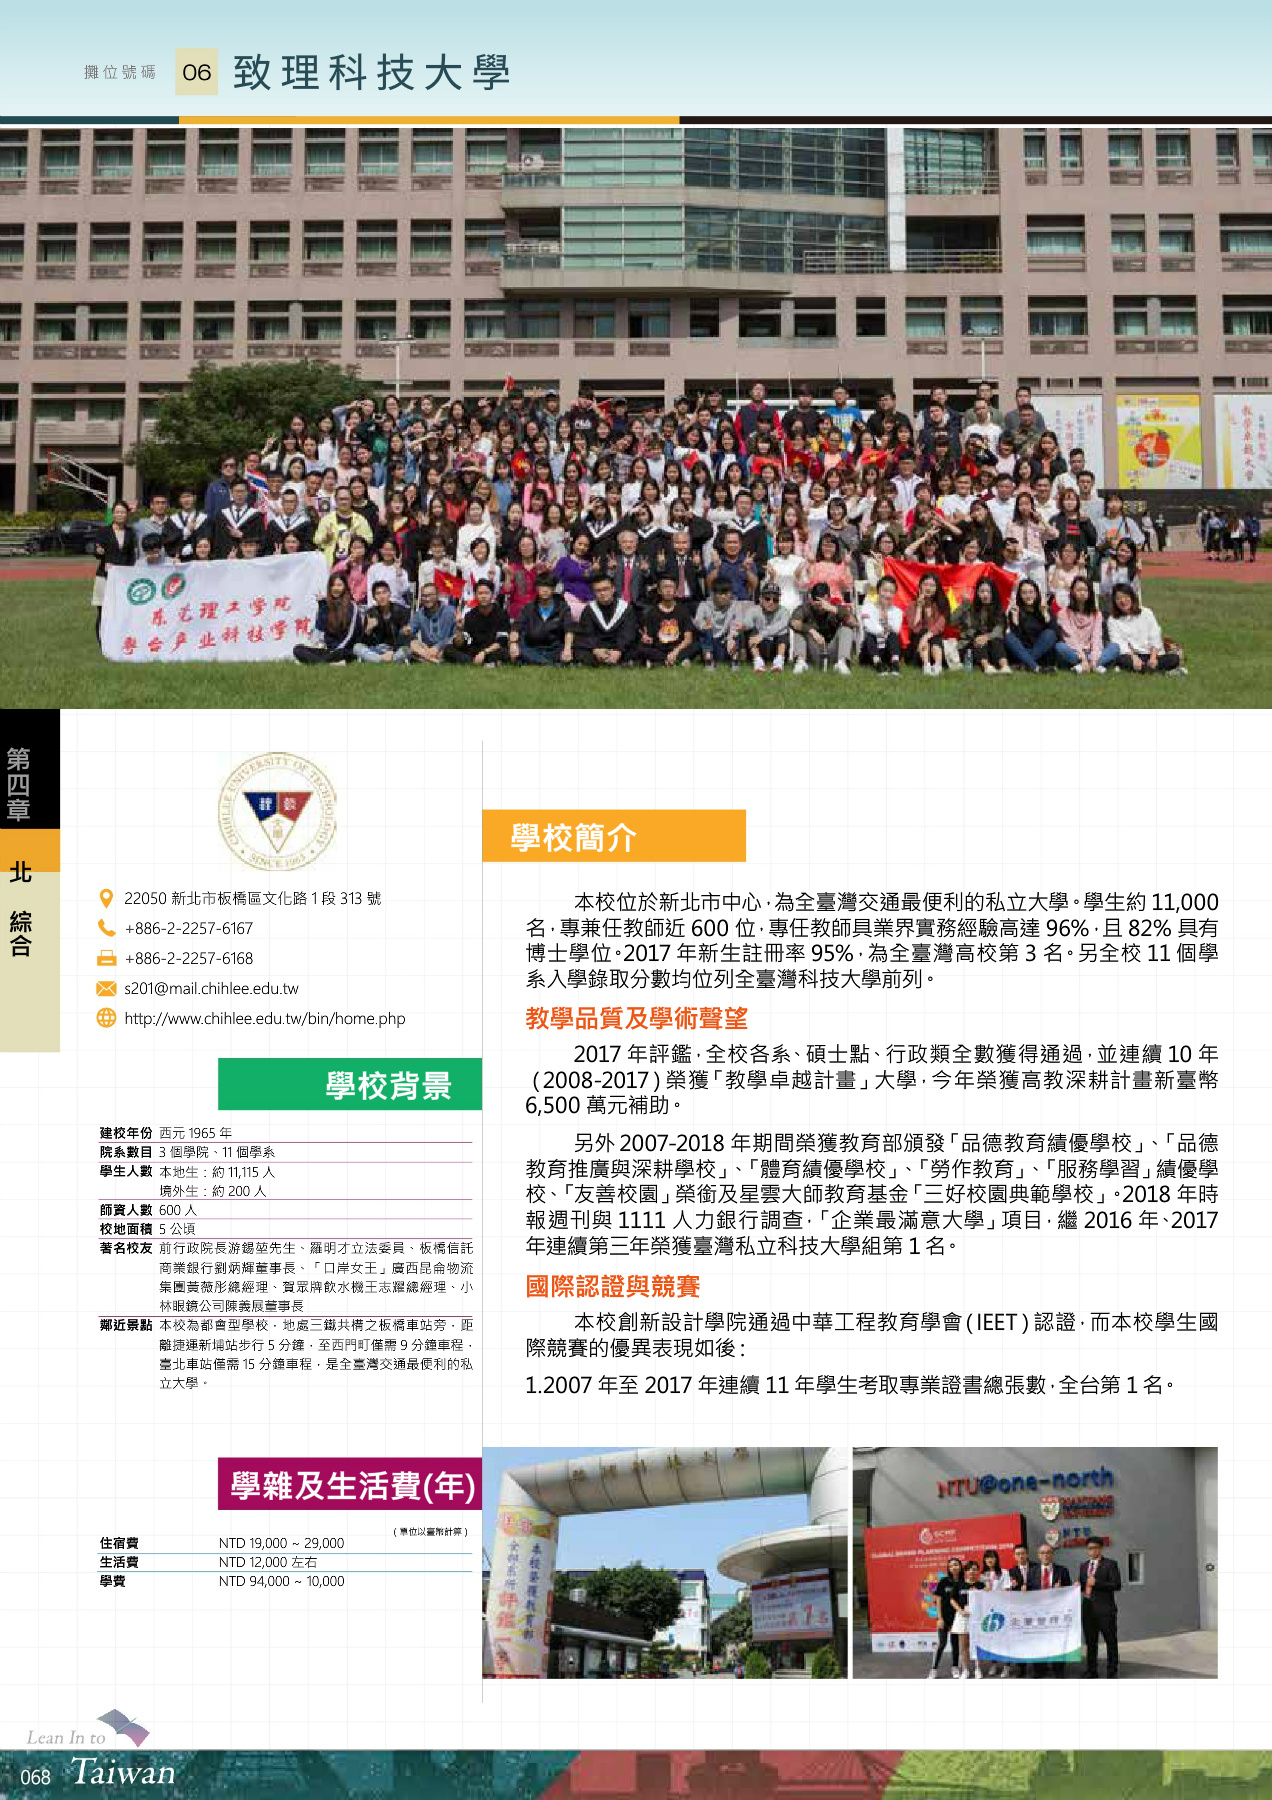 攤位號碼 06 致理科技大學
东莞理工学院
粤台产业科技学院
第四章
北 綜合
CHIHLEE UNIVERSITY OF TECHNOLOGY
SINCE 1965
22050 新北市板橋區文化路 1 段 313 號
+886-2-2257-6167
+886-2-2257-6168
s201@mail.chihlee.edu.tw
http://www.chihlee.edu.tw/bin/home.php
學校背景
建校年份 西元 1965 年
院系數目 3 個學院、11 個學系
學生人數 本地生：約 11,115 人
境外生：約 200 人
師資人數 600 人
校地面積 5 公頃
著名校友 前行政院長游錫堃先生、羅明才立法委員、板橋信託
商業銀行劉炳輝董事長、「口岸女王」廣西昆侖物流
集團黃薇彤總經理、賀眾牌飲水機王志耀總經理、小
林眼鏡公司陳義展董事長
鄰近景點 本校為都會型學校，地處三鐵共構之板橋車站旁，距
離捷運新埔站步行 5 分鐘，至西門町僅需 9 分鐘車程，
臺北車站僅需 15 分鐘車程，是全臺灣交通最便利的私
立大學。
學雜及生活費(年)
(單位以臺幣計算)
住宿費 NTD 19,000 ~ 29,000
生活費 NTD 12,000 左右
學費 NTD 94,000 ~ 10,000
學校簡介
本校位於新北市中心，為全臺灣交通最便利的私立大學。學生約 11,000
名，專兼任教師近 600 位，專任教師具業界實務經驗高達 96%，且 82% 具有
博士學位。2017 年新生註冊率 95%，為全臺灣高校第 3 名。另全校 11 個學
系入學錄取分數均位列全臺灣科技大學前列。
教學品質及學術聲望
2017 年評鑑，全校各系、碩士點、行政類全數獲得通過，並連續 10 年
(2008-2017) 榮獲「教學卓越計畫」大學，今年榮獲高教深耕計畫新臺幣
6,500 萬元補助。
另外 2007-2018 年期間榮獲教育部頒發「品德教育績優學校」、「品德
教育推廣與深耕學校」、「體育績優學校」、「勞作教育」、「服務學習」績優學
校、「友善校園」榮銜及星雲大師教育基金「三好校園典範學校」。2018 年時
報週刊與 1111 人力銀行調查，「企業最滿意大學」項目，繼 2016 年、2017
年連續第三年榮獲臺灣私立科技大學組第 1 名。
國際認證與競賽
本校創新設計學院通過中華工程教育學會 (IEET) 認證，而本校學生國
際競賽的優異表現如後：
1.2007 年至 2017 年連續 11 年學生考取專業證書總張數，全台第 1 名。
NTU@one-north
企業管理系
Lean In to
Taiwan
068